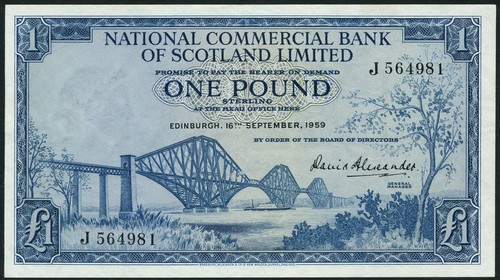 1
1
NATIONAL COMMERCIAL BANK
OF SCOTLAND LIMITED
PROMISE TO PAY THE BEARER ON DEMAND
J 564981
ONE POUND
STERLING
AT THE HEAD OFFICE HERE
EDINBURGH, 16TH SEPTEMBER, 1959
BY ORDER OF THE BOARD OF DIRECTORS
David Alexander
GENERAL
MANAGER
J 564981
£1
£1